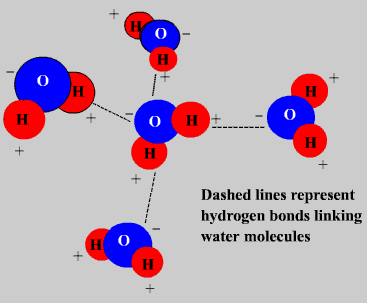 +
H O −
H
+
− O H
+
H
+
− O H +
H
+
H +
− O
H
+
H O −
+ H
+
Dashed lines represent
hydrogen bonds linking
water molecules